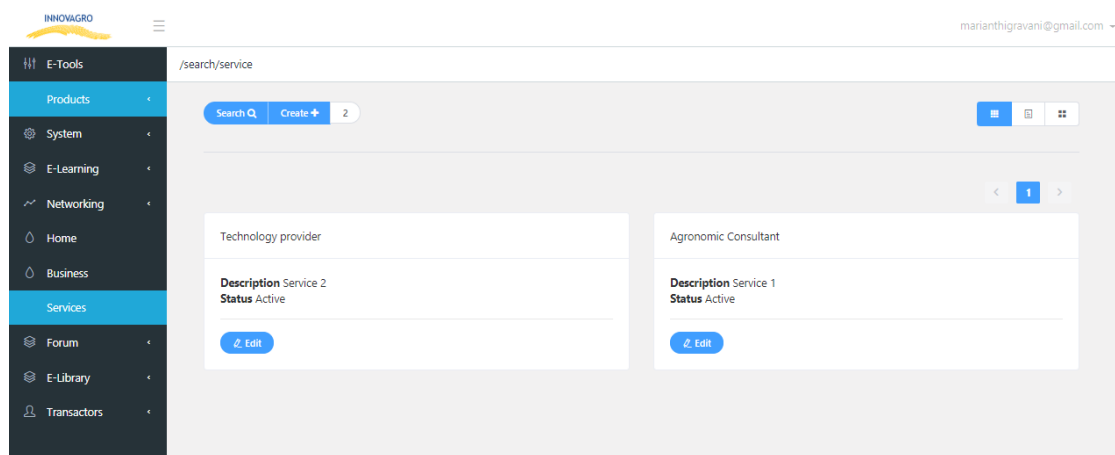 INNOVAGRO
marianthigravani@gmail.com
E-Tools
Products
System
E-Learning
Networking
Home
Business
Services
Forum
E-Library
Transactors
/search/service
Search Create 2
1
Technology provider
Description Service 2
Status Active
Edit
Agronomic Consultant
Description Service 1
Status Active
Edit